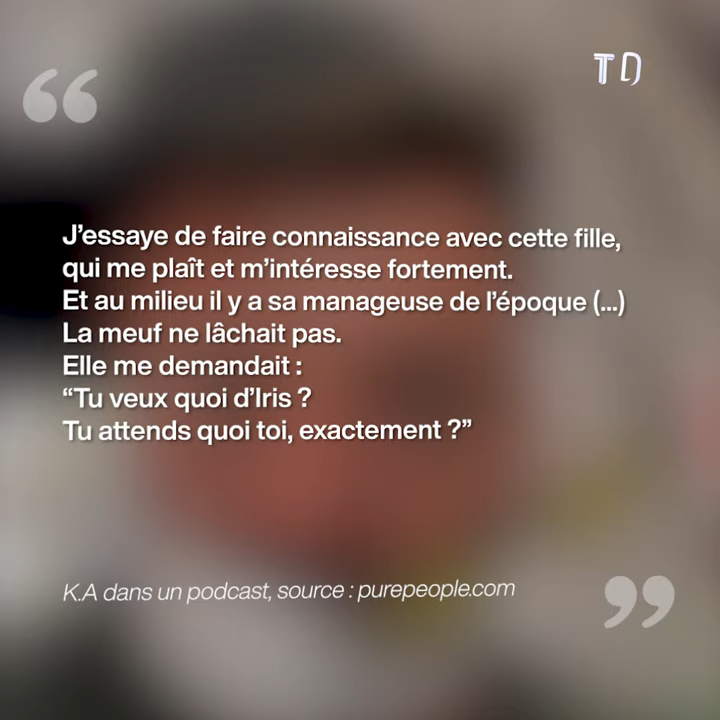 TD
J’essaye de faire connaissance avec cette fille,
qui me plaît et m’intéresse fortement.
Et au milieu il y a sa manageuse de l’époque (...)
La meuf ne lâchait pas.
Elle me demandait :
“Tu veux quoi d’Iris ?
Tu attends quoi toi, exactement ?”
K.A dans un podcast, source : purepeople.com